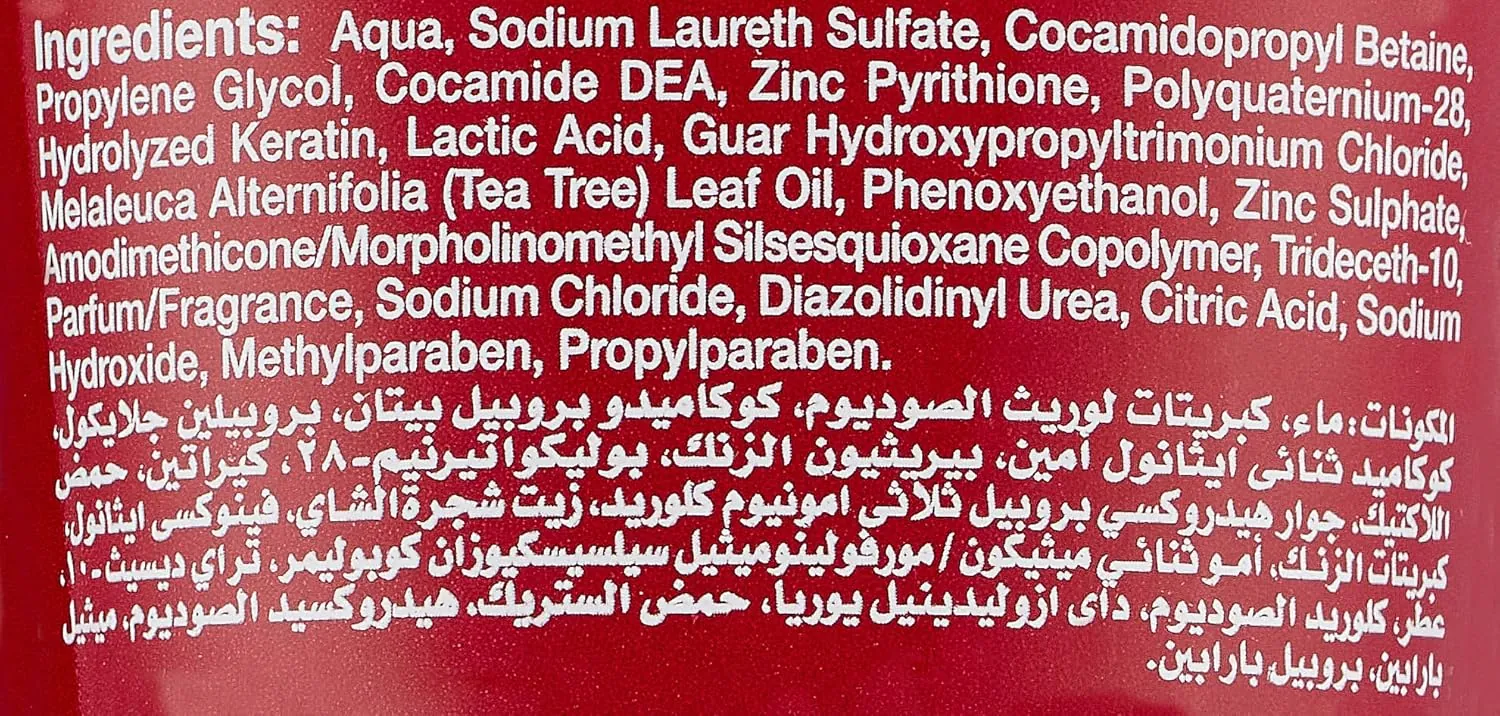 Ingredients: Aqua, Sodium Laureth Sulfate, Cocamidopropyl Betaine,
Propylene Glycol, Cocamide DEA, Zinc Pyrithione, Polyquaternium-28,
Hydrolyzed Keratin, Lactic Acid, Guar Hydroxypropyltrimonium Chloride,
Melaleuca Alternifolia (Tea Tree) Leaf Oil, Phenoxyethanol, Zinc Sulphate,
Amodimethicone/Morpholinomethyl Silsesquioxane Copolymer, Trideceth-10,
Parfum/Fragrance, Sodium Chloride, Diazolidinyl Urea, Citric Acid, Sodium
Hydroxide, Methylparaben, Propylparaben.
المكونات: ماء، كبريتات لوريث الصوديوم، كوكاميدو بروبيل بيتان، بروبيلين جلايكول،
كوكاميد ثنائى ايثانول أمين، بيريثيون الزنك، بوليكواتيرنيم-٢٨، كيراتين، حمض
اللاكتيك، جوار هيدروكسي بروبيل ثلاثي امونيوم كلوريد، زيت شجرة الشاي، فينوكسى ايثانول،
كبريتات الزنك، أمو ثنائي ميثيكون/مورفولينوميثيل سيلسيسكيوزان كوبوليمر، تراي ديسيث-١٠،
عطر، كلوريد الصوديوم، داى ازوليدينيل يوريا، حمض الستريك، هيدروكسيد الصوديوم، ميثيل
بارابين، بروبيل بارابين.